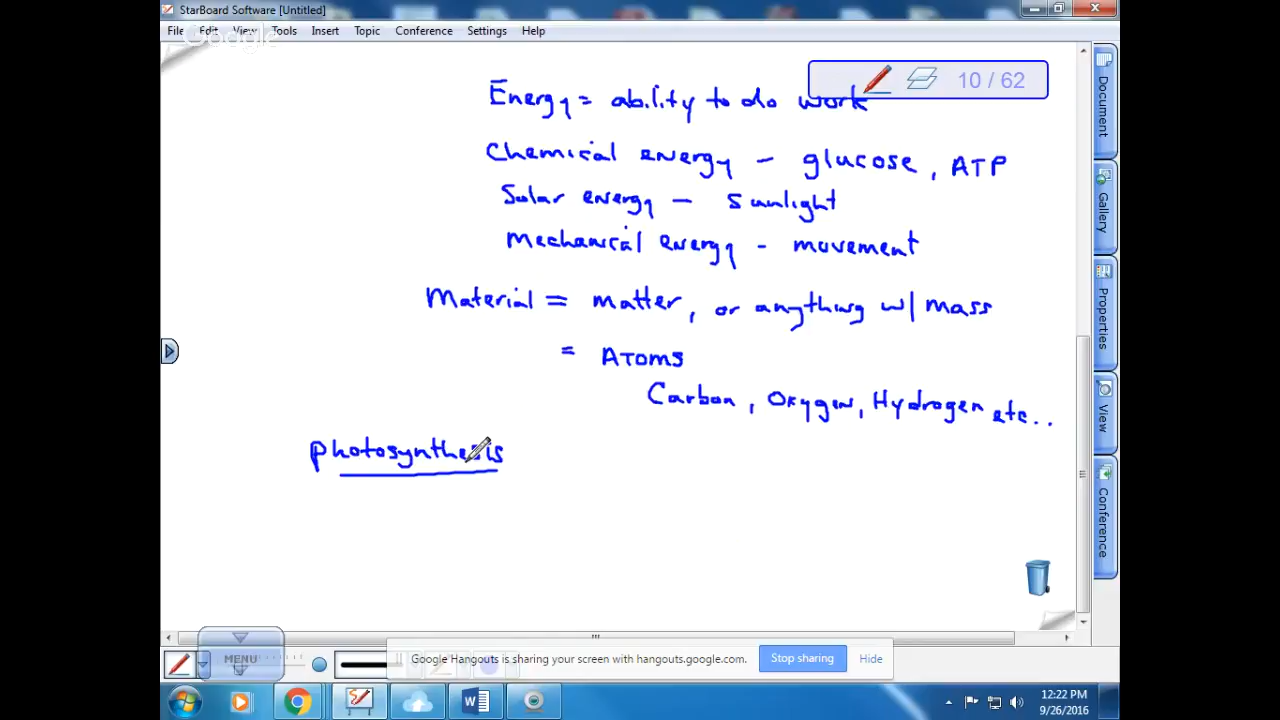 StarBoard Software [Untitled]
File Edit View Tools Insert Topic Conference Settings Help
Google
10 / 62
Energy = ability to do work
Chemical energy - glucose, ATP
Solar energy - sunlight
Mechanical energy - movement
Material = matter, or anything w/ mass
= Atoms
Carbon, Oxygen, Hydrogen etc..
photosynthesis
Document
Gallery
Properties
View
Conference
MENU
Google Hangouts is sharing your screen with hangouts.google.com.
Stop sharing
Hide
12:22 PM
9/26/2016